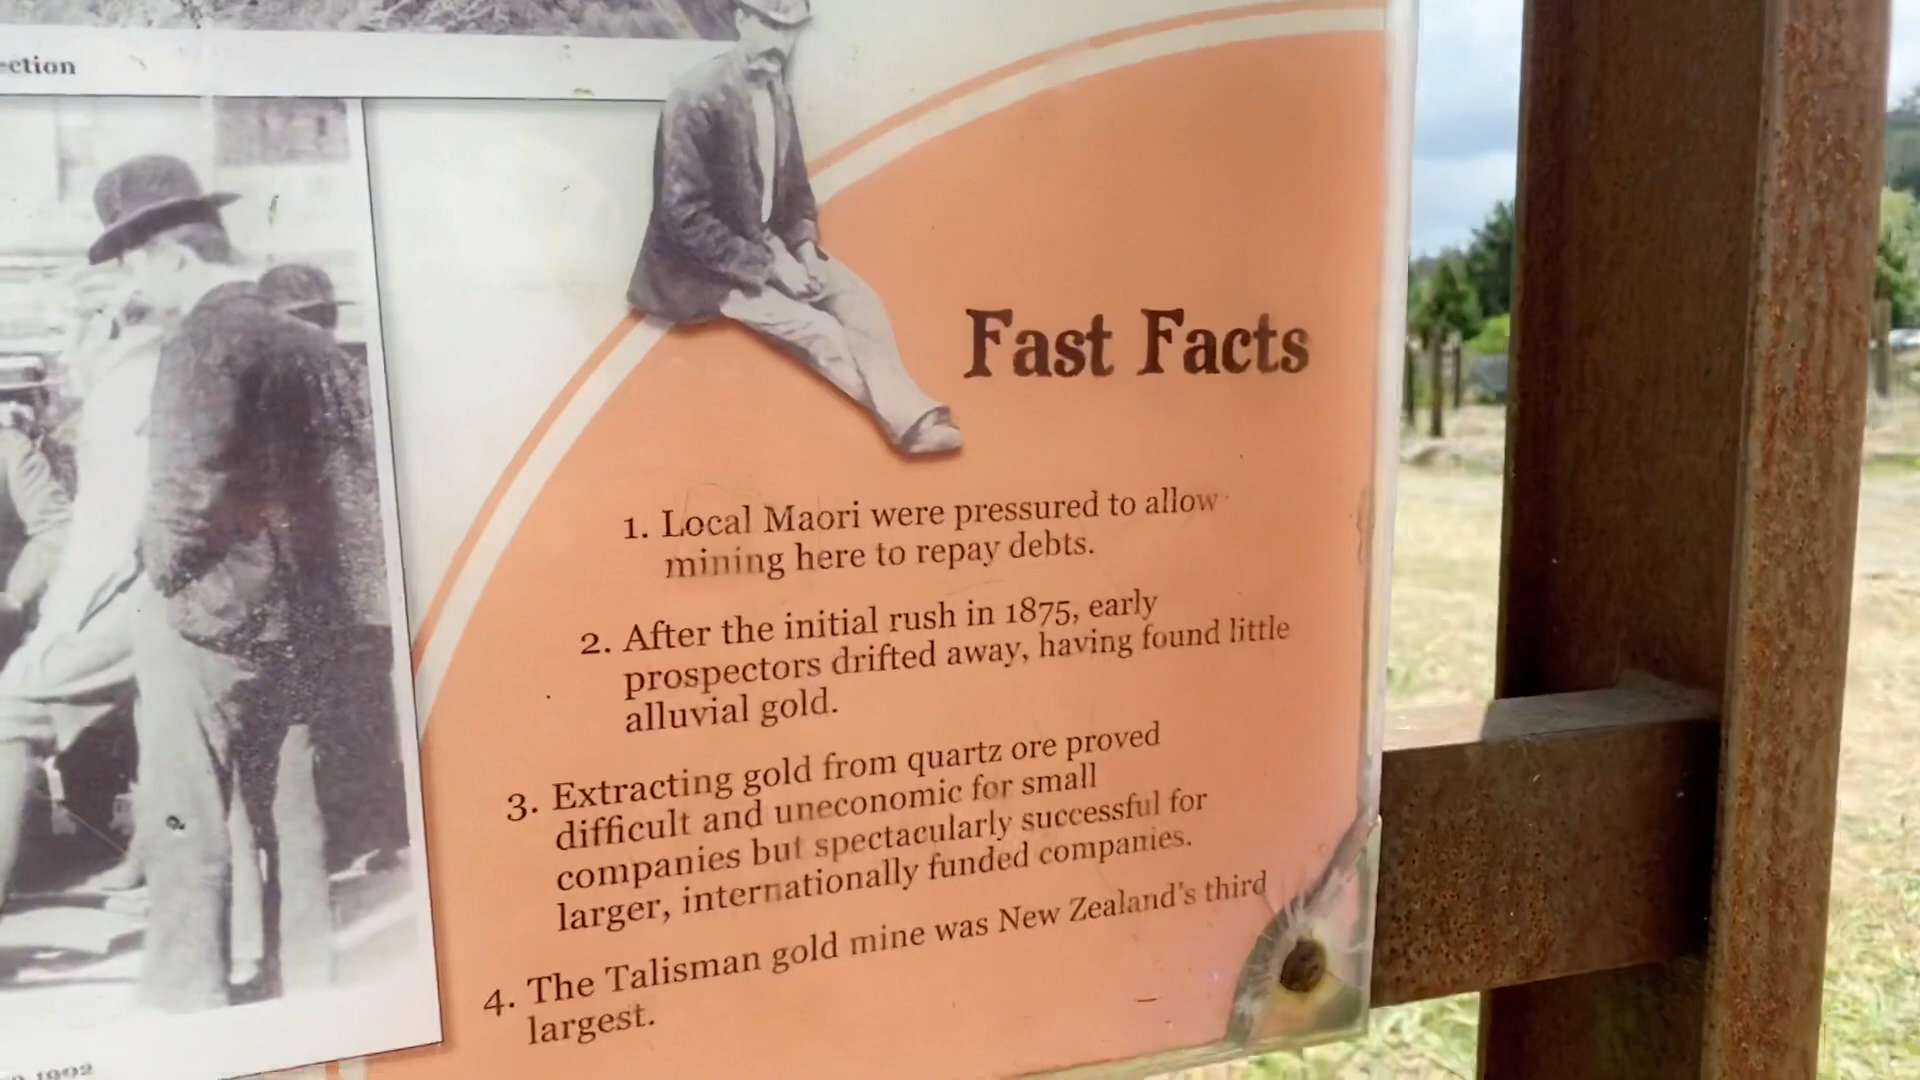 ection
Fast Facts
1. Local Maori were pressured to allow
mining here to repay debts.
2. After the initial rush in 1875, early
prospectors drifted away, having found little
alluvial gold.
3. Extracting gold from quartz ore proved
difficult and uneconomic for small
companies but spectacularly successful for
larger, internationally funded companies.
4. The Talisman gold mine was New Zealand's third
largest.